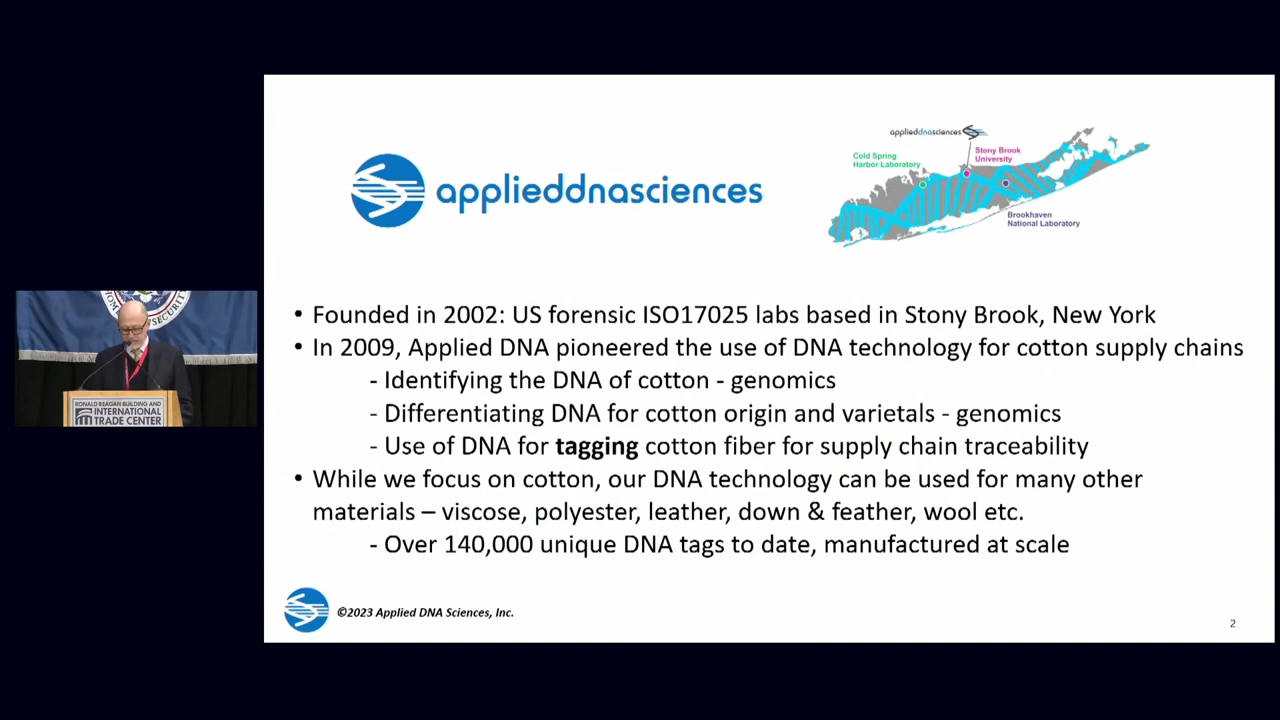 applieddnasciences
Cold Spring
Harbor Laboratory
Stony Brook
University
Brookhaven
National Laboratory
applieddnasciences
• Founded in 2002: US forensic ISO17025 labs based in Stony Brook, New York
• In 2009, Applied DNA pioneered the use of DNA technology for cotton supply chains
- Identifying the DNA of cotton - genomics
- Differentiating DNA for cotton origin and varietals - genomics
- Use of DNA for tagging cotton fiber for supply chain traceability
• While we focus on cotton, our DNA technology can be used for many other
materials – viscose, polyester, leather, down & feather, wool etc.
- Over 140,000 unique DNA tags to date, manufactured at scale
©2023 Applied DNA Sciences, Inc.
2
SECURITY
RONALD REAGAN BUILDING AND
INTERNATIONAL
TRADE CENTER